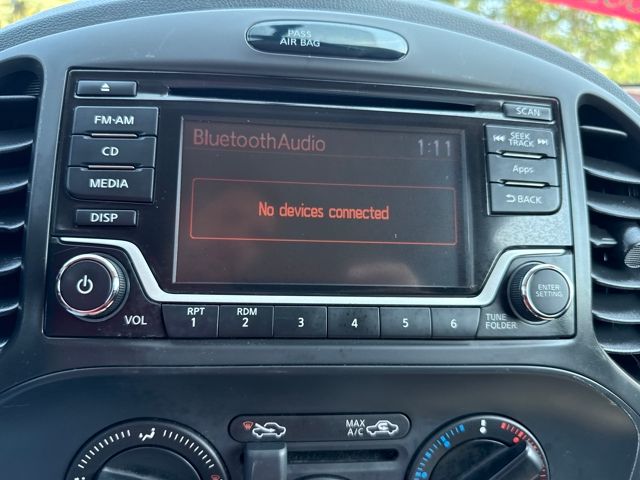 PASS
AIR BAG
SCAN
FM·AM
CD
MEDIA
DISP
BluetoothAudio
1:11
No devices connected
SEEK
TRACK
Apps
BACK
VOL
RPT
1
RDM
2
3
4
5
6
TUNE
FOLDER
ENTER
SETTING
MAX
A/C